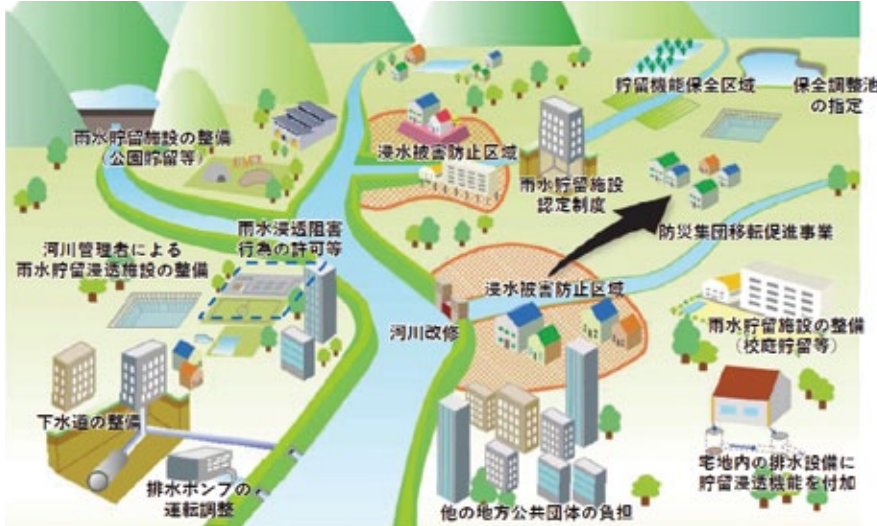 貯留機能保全区域
保全調整池
の指定
雨水貯留施設の整備
(公園貯留等)
浸水被害防止区域
雨水貯留施設
認定制度
雨水浸透阻害
行為の許可等
防災集団移転促進事業
河川管理者による
雨水貯留浸透施設の整備
浸水被害防止区域
河川改修
雨水貯留施設の整備
(校庭貯留等)
下水道の整備
宅地内の排水設備に
貯留浸透機能を付加
排水ポンプの
運転調整
他の地方公共団体の負担